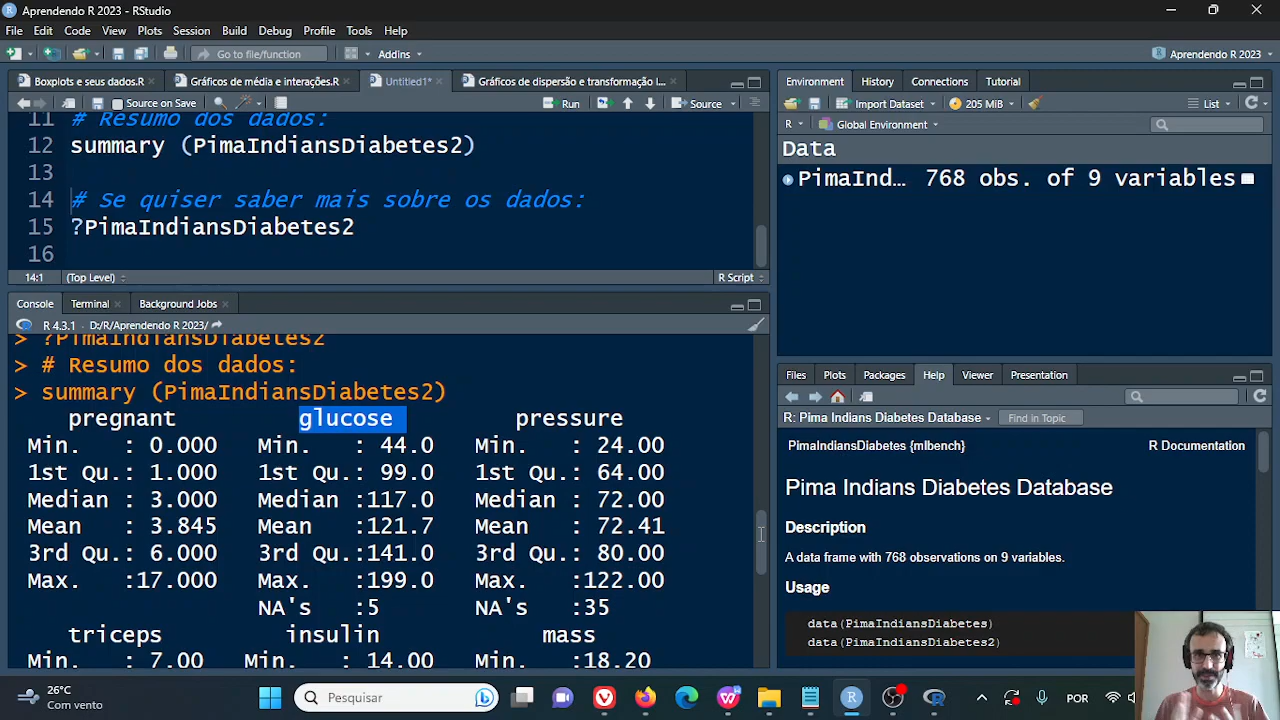 Aprendendo R 2023 - RStudio
File Edit Code View Plots Session Build Debug Profile Tools Help
Go to file/function Addins Aprendendo R 2023
Boxplots e seus dados.R Gráficos de média e interações.R Untitled1* Gráficos de dispersão e transformação l...
Source on Save Run Source
11 # Resumo dos dados:
12 summary (PimaIndiansDiabetes2)
13
14 # Se quiser saber mais sobre os dados:
15 ?PimaIndiansDiabetes2
16
14:1 (Top Level) R Script
Console Terminal Background Jobs
R 4.3.1 . D:/R/Aprendendo R 2023/
> ?PimaIndiansDiabetes2
> # Resumo dos dados:
> summary (PimaIndiansDiabetes2)
pregnant glucose pressure
Min. : 0.000 Min. : 44.0 Min. : 24.00
1st Qu.: 1.000 1st Qu.: 99.0 1st Qu.: 64.00
Median : 3.000 Median :117.0 Median : 72.00
Mean : 3.845 Mean :121.7 Mean : 72.41
3rd Qu.: 6.000 3rd Qu.:141.0 3rd Qu.: 80.00
Max. :17.000 Max. :199.0 Max. :122.00
NA's :5 NA's :35
triceps insulin mass
Min. : 7.00 Min. : 14.00 Min. :18.20
Environment History Connections Tutorial
Import Dataset 205 MiB List
R Global Environment
Data
PimaInd... 768 obs. of 9 variables
Files Plots Packages Help Viewer Presentation
R: Pima Indians Diabetes Database Find in Topic
PimaIndiansDiabetes {mlbench} R Documentation
Pima Indians Diabetes Database
Description
A data frame with 768 observations on 9 variables.
Usage
data(PimaIndiansDiabetes)
data(PimaIndiansDiabetes2)
26°C
Com vento
Pesquisar
POR